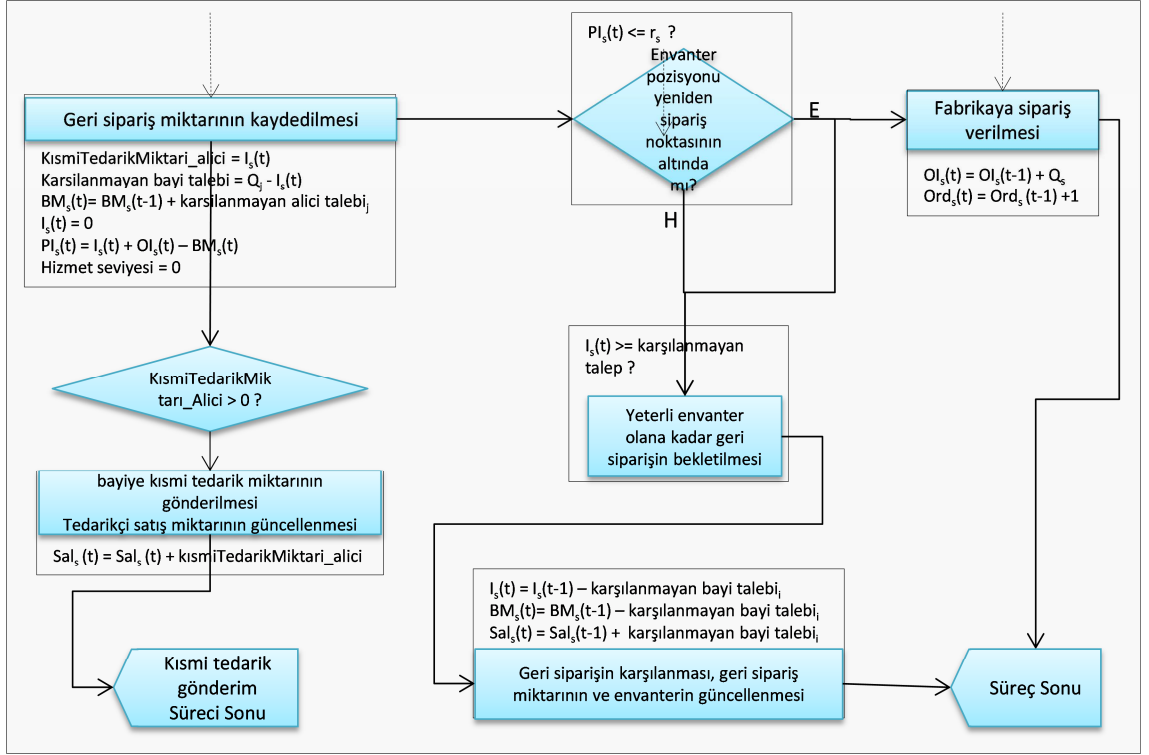 Geri sipariş miktarının kaydedilmesi
KısmiTedarikMiktari_alici = Is(t)
Karsilanmayan bayi talebi = Qj - Is(t)
BMs(t)= BMs(t-1) + karsilanmayan alici talebij
Is(t) = 0
PIs(t) = Is(t) + OIs(t) – BMs(t)
Hizmet seviyesi = 0
PIs(t) <= rs ?
Envanter
pozisyonu
yeniden
sipariş
noktasının
altında
mı?
E
H
Fabrikaya sipariş
verilmesi
OIs(t) = OIs(t-1) + Qs
Ords(t) = Ords (t-1) +1
KısmiTedarikMik
tarı_Alici > 0 ?
bayiye kısmi tedarik miktarının
gönderilmesi
Tedarikçi satış miktarının güncellenmesi
Sals (t) = Sals (t) + kısmiTedarikMiktari_alici
Kısmi tedarik
gönderim
Süreci Sonu
Is(t) >= karşılanmayan
talep ?
Yeterli envanter
olana kadar geri
siparişin bekletilmesi
Is(t) = Is(t-1) – karşılanmayan bayi talebii
BMs(t)= BMs(t-1) – karşılanmayan bayi talebii
Sals(t) = Sals(t-1) + karşılanmayan bayi talebii
Geri siparişin karşılanması, geri sipariş
miktarının ve envanterin güncellenmesi
Süreç Sonu